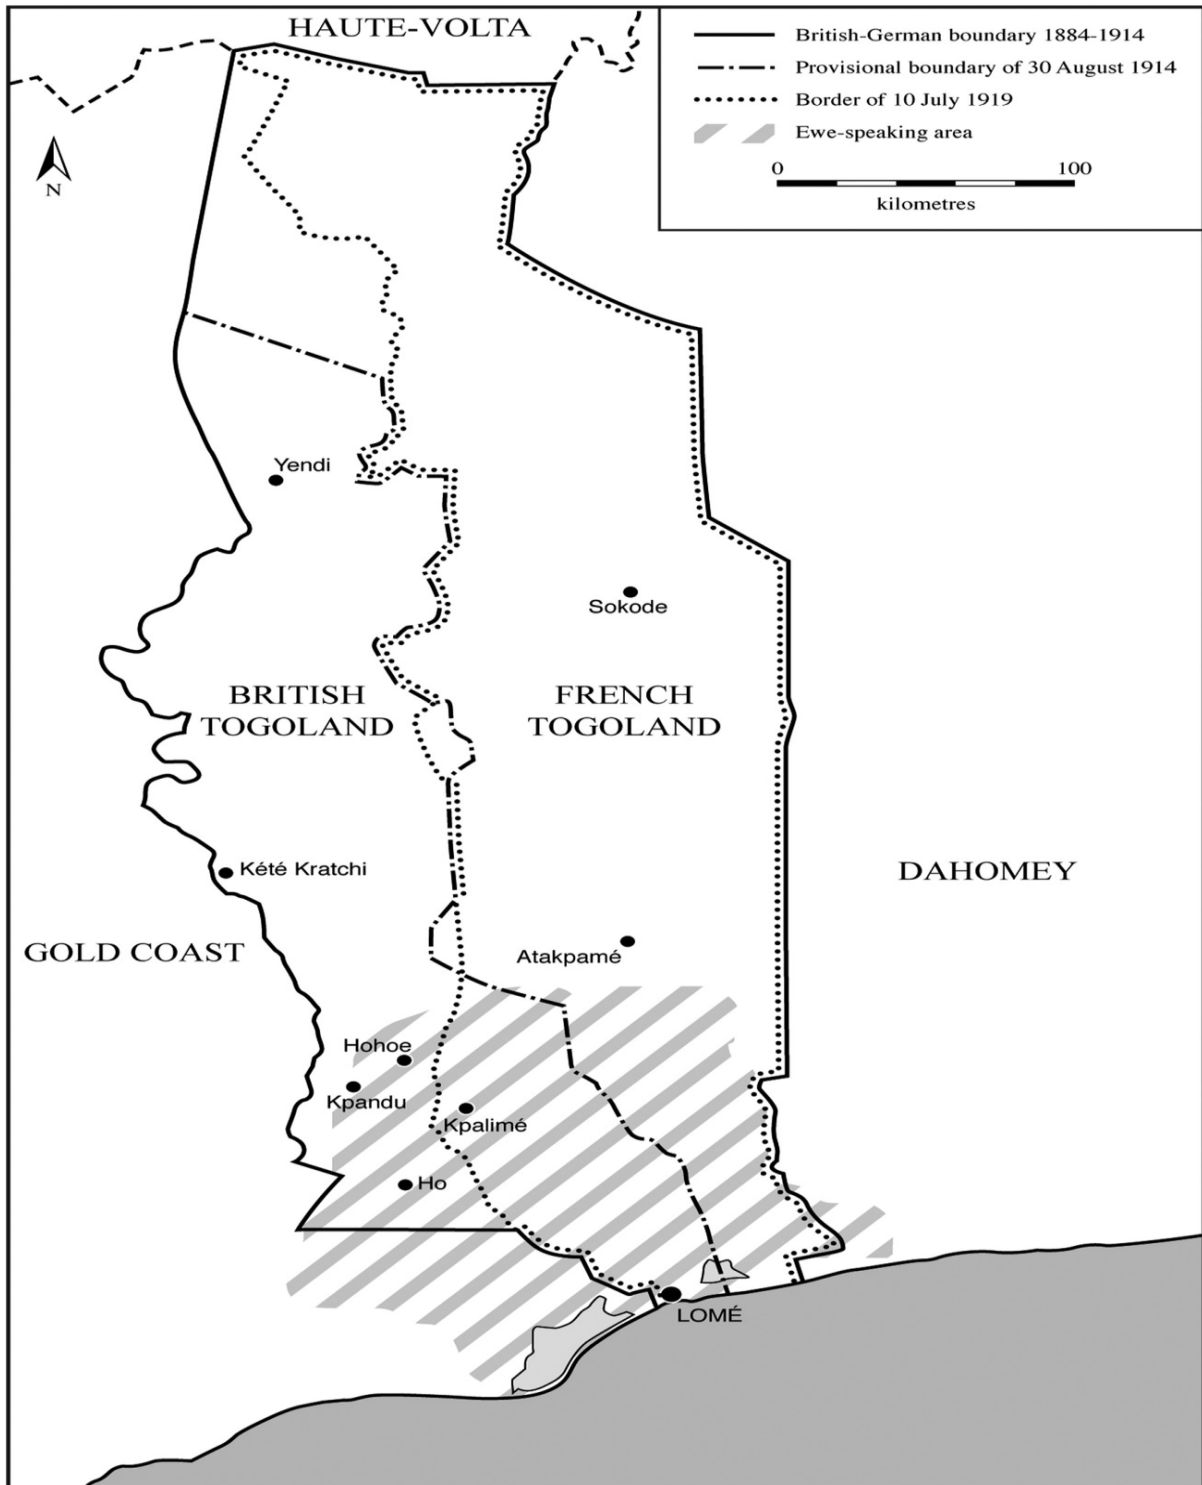 HAUTE-VOLTA
British-German boundary 1884-1914
Provisional boundary of 30 August 1914
Border of 10 July 1919
Ewe-speaking area
0 100
kilometres
N
Yendi
Sokode
BRITISH
TOGOLAND
FRENCH
TOGOLAND
Kété Kratchi
DAHOMEY
GOLD COAST
Atakpamé
Hohoe
Kpandu
Kpalimé
Ho
LOMÉ